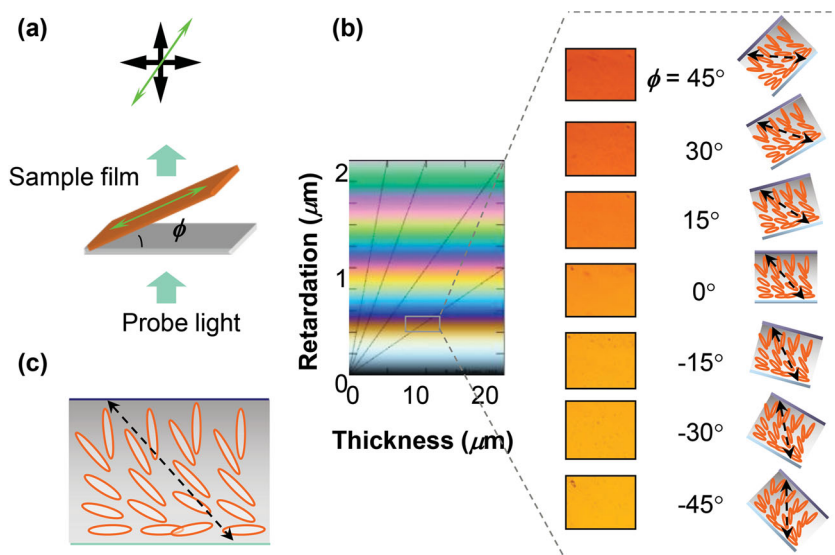 (a)
Sample film
ϕ
Probe light
(b)
Retardation (μm)
2
1
0
0
10
20
Thickness (μm)
ϕ = 45°
30°
15°
0°
-15°
-30°
-45°
(c)